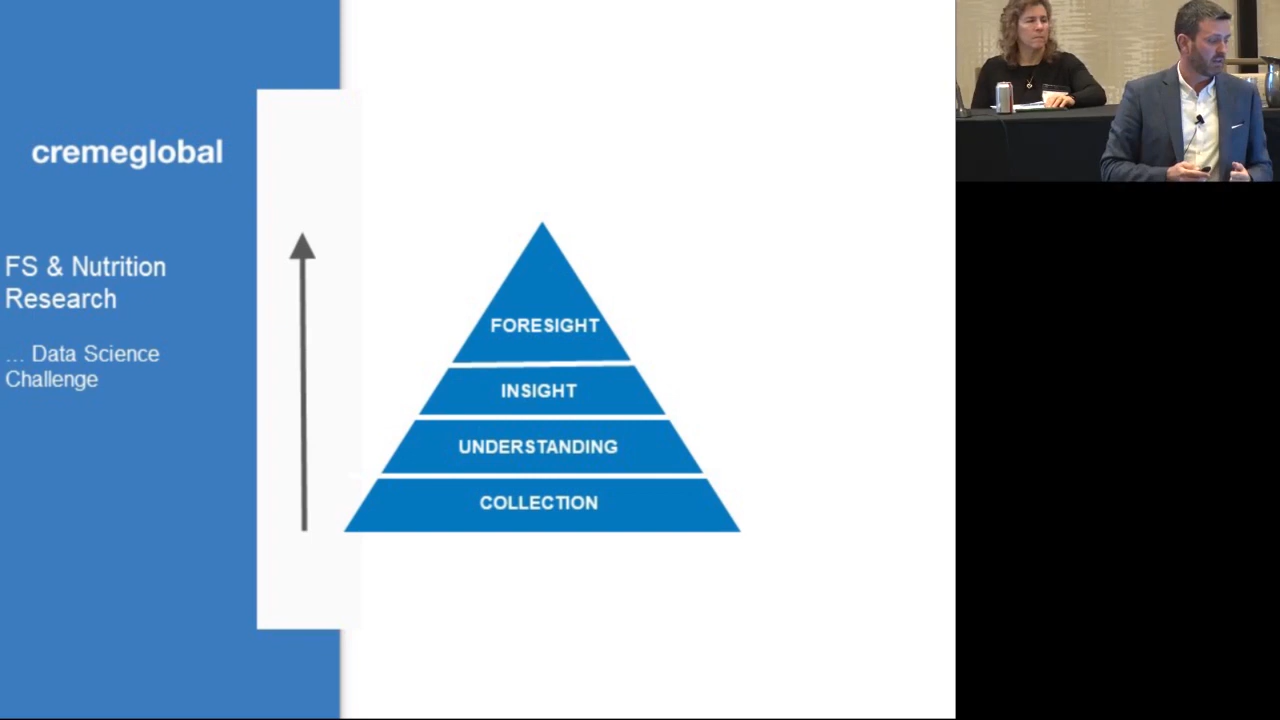 cremeglobal
FS & Nutrition
Research
... Data Science
Challenge
FORESIGHT
INSIGHT
UNDERSTANDING
COLLECTION